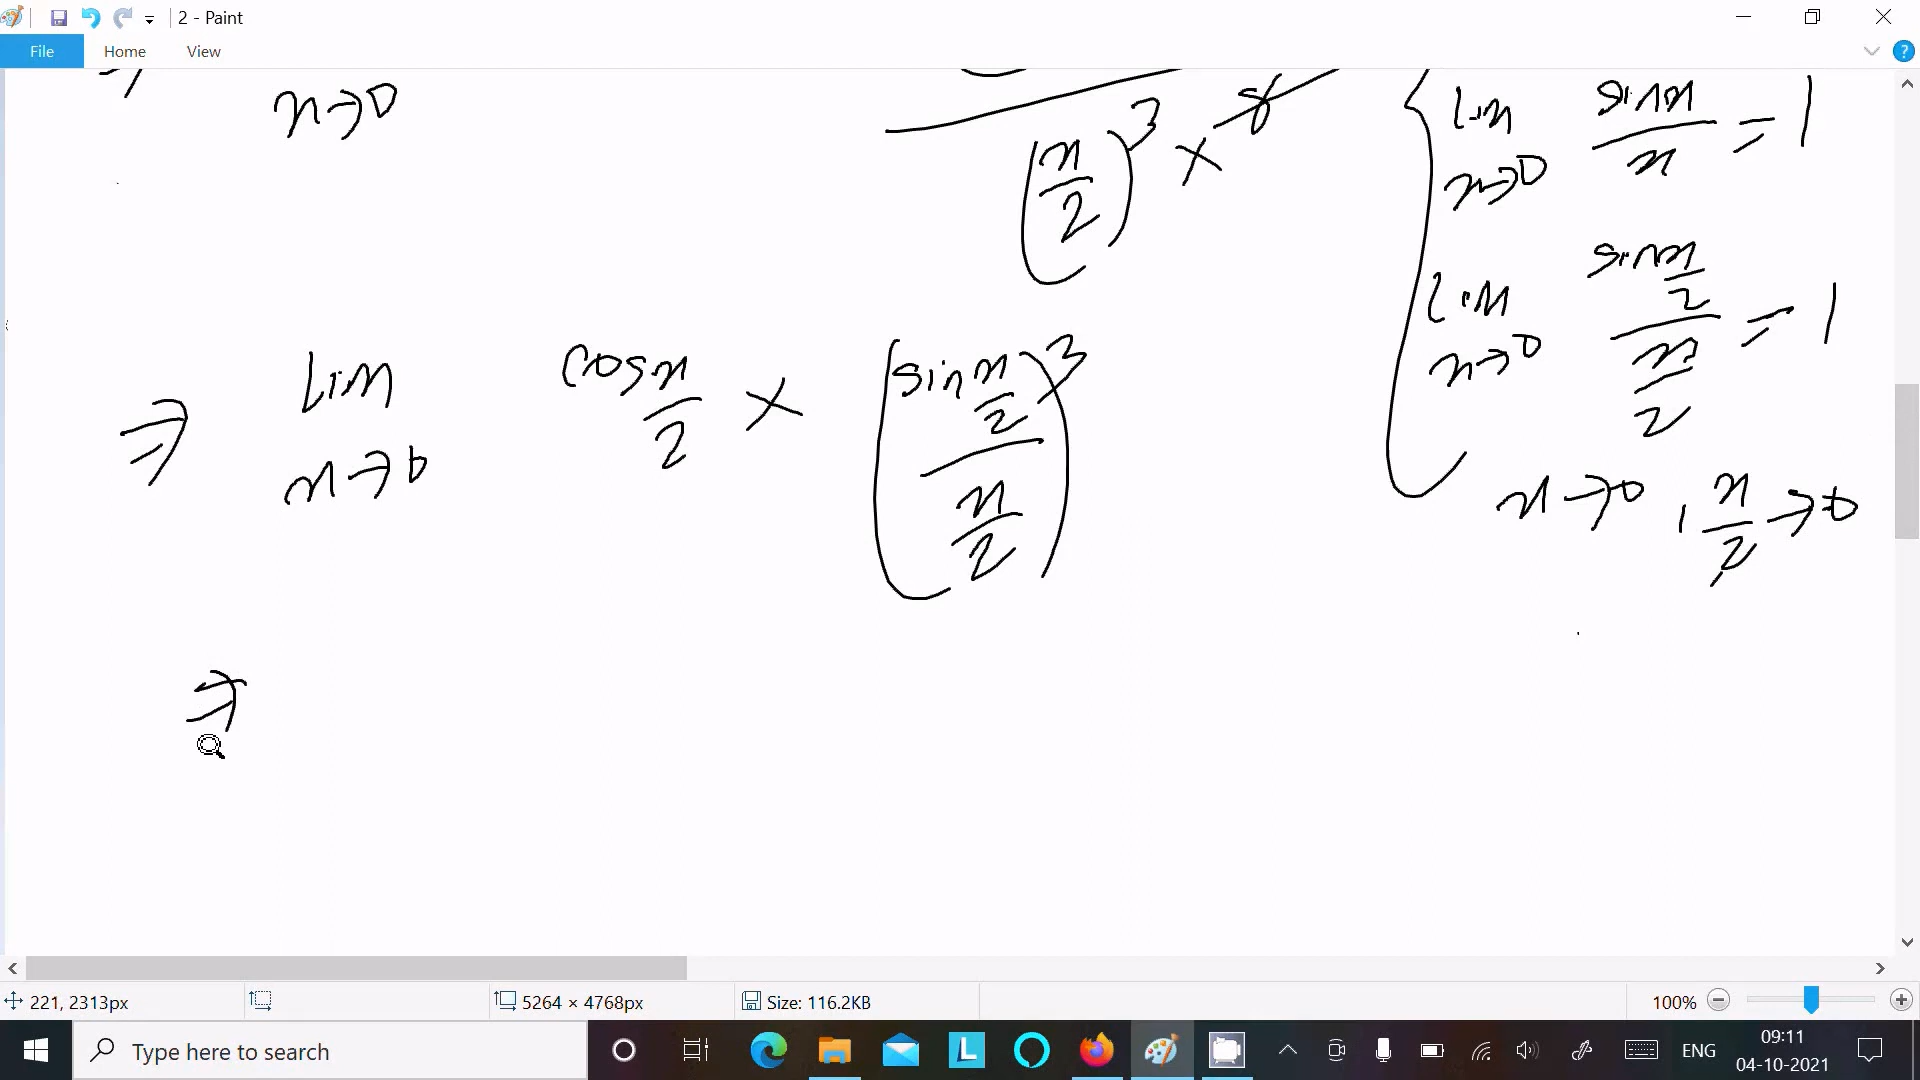 2 - Paint
File Home View
⇒ x→0
(x/2)^3 × 8
lim x→0 sin x / x = 1
lim x→0 sin x/2 / x/2 = 1
⇒ lim x→0 cos x/2 × (sin x/2 / x/2)^3
x→0, x/2→0
⇒
221, 2313px 5264 × 4768px Size: 116.2KB 100%
Type here to search
L
ENG
09:11
04-10-2021